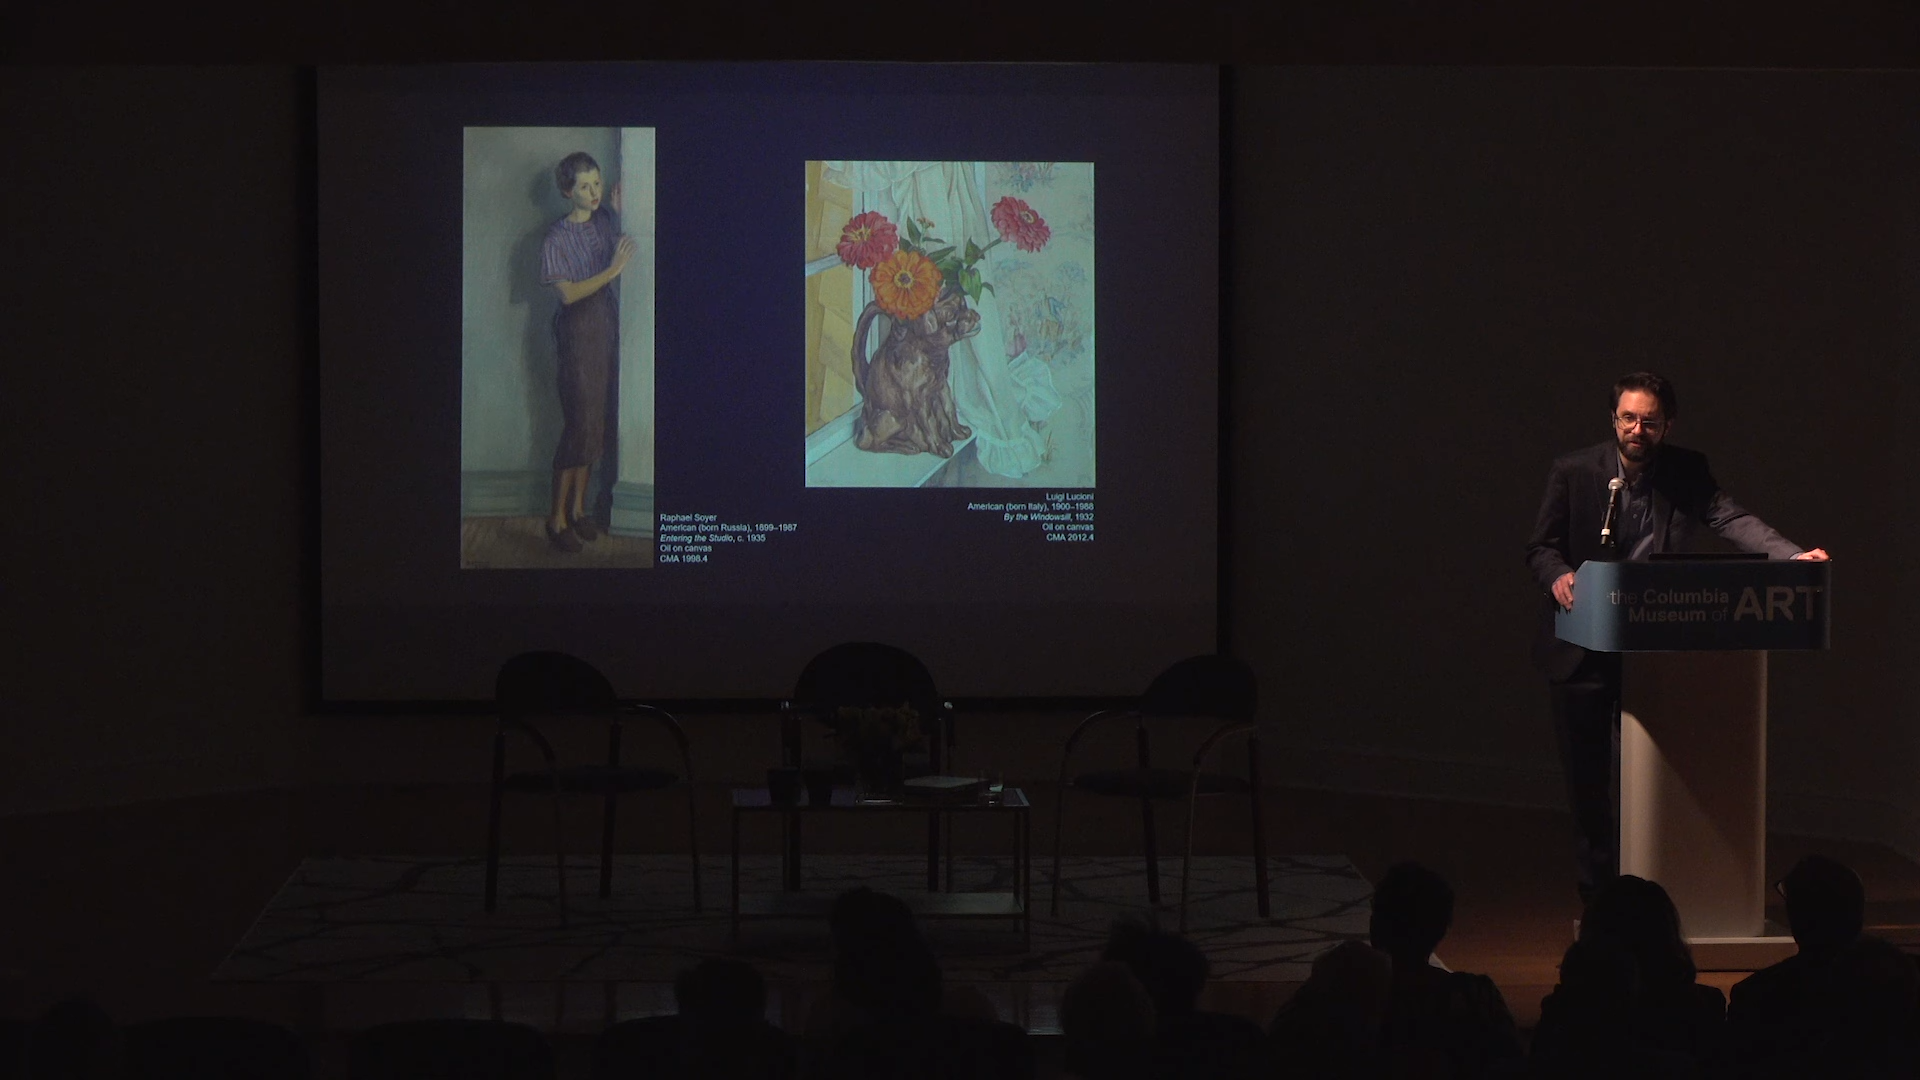 Raphael Soyer
American (born Russia), 1899–1987
Entering the Studio, c. 1935
Oil on canvas
CMA 1998.4
Luigi Lucioni
American (born Italy), 1900–1988
By the Windowsill, 1932
Oil on canvas
CMA 2012.4
the Columbia
Museum of ART